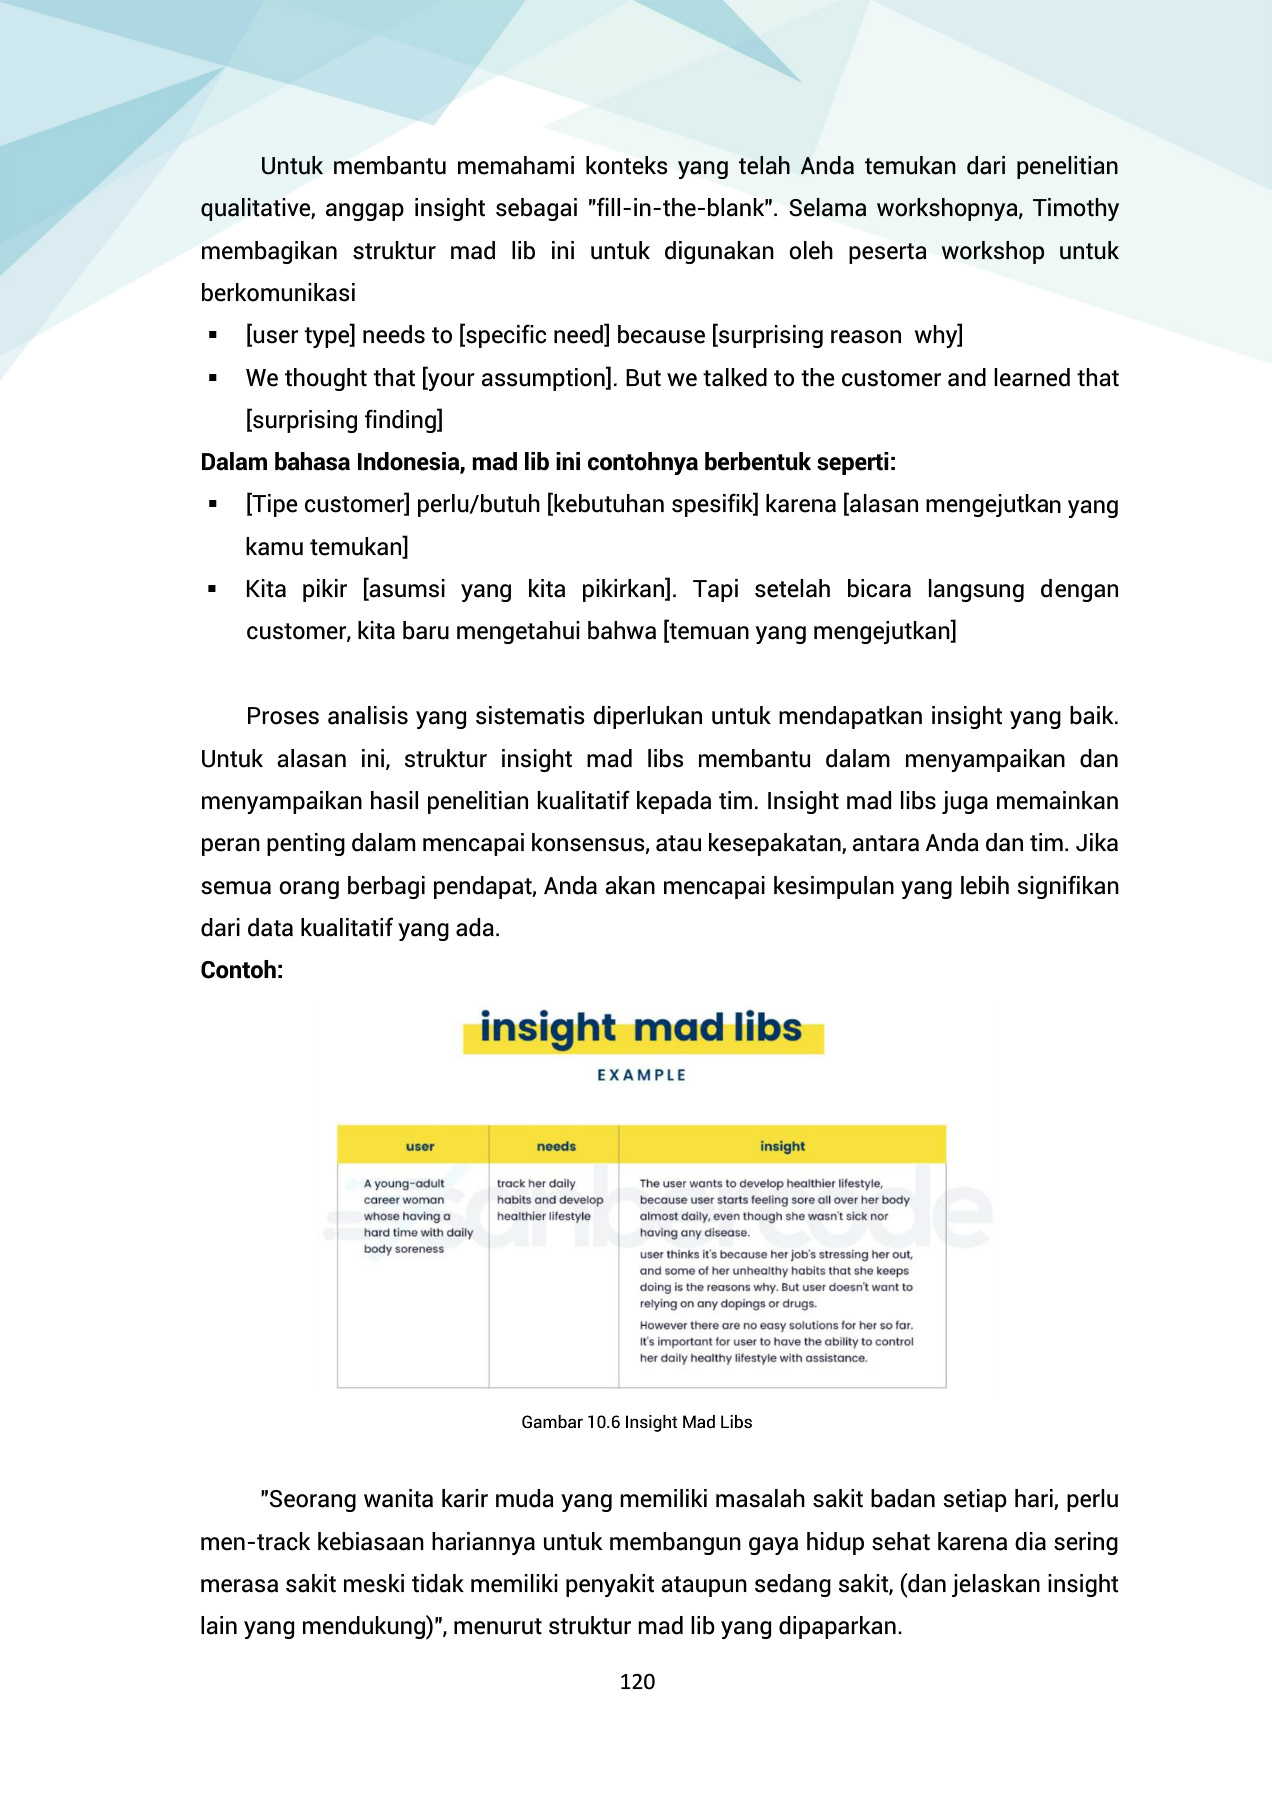 Untuk membantu memahami konteks yang telah Anda temukan dari penelitian
qualitative, anggap insight sebagai "fill-in-the-blank". Selama workshopnya, Timothy
membagikan struktur mad lib ini untuk digunakan oleh peserta workshop untuk
berkomunikasi
▪ [user type] needs to [specific need] because [surprising reason why]
▪ We thought that [your assumption]. But we talked to the customer and learned that
[surprising finding]
Dalam bahasa Indonesia, mad lib ini contohnya berbentuk seperti:
▪ [Tipe customer] perlu/butuh [kebutuhan spesifik] karena [alasan mengejutkan yang
kamu temukan]
▪ Kita pikir [asumsi yang kita pikirkan]. Tapi setelah bicara langsung dengan
customer, kita baru mengetahui bahwa [temuan yang mengejutkan]
Proses analisis yang sistematis diperlukan untuk mendapatkan insight yang baik.
Untuk alasan ini, struktur insight mad libs membantu dalam menyampaikan dan
menyampaikan hasil penelitian kualitatif kepada tim. Insight mad libs juga memainkan
peran penting dalam mencapai konsensus, atau kesepakatan, antara Anda dan tim. Jika
semua orang berbagi pendapat, Anda akan mencapai kesimpulan yang lebih signifikan
dari data kualitatif yang ada.
Contoh:
insight mad libs
EXAMPLE
user
needs
insight
A young-adult
career woman
whose having a
hard time with daily
body soreness
track her daily
habits and develop
healthier lifestyle
The user wants to develop healthier lifestyle,
because user starts feeling sore all over her body
almost daily, even though she wasn't sick nor
having any disease.
user thinks it's because her job's stressing her out,
and some of her unhealthy habits that she keeps
doing is the reasons why. But user doesn't want to
relying on any dopings or drugs.
However there are no easy solutions for her so far.
It's important for user to have the ability to control
her daily healthy lifestyle with assistance.
sanbercode
Gambar 10.6 Insight Mad Libs
"Seorang wanita karir muda yang memiliki masalah sakit badan setiap hari, perlu
men-track kebiasaan hariannya untuk membangun gaya hidup sehat karena dia sering
merasa sakit meski tidak memiliki penyakit ataupun sedang sakit, (dan jelaskan insight
lain yang mendukung)", menurut struktur mad lib yang dipaparkan.
120